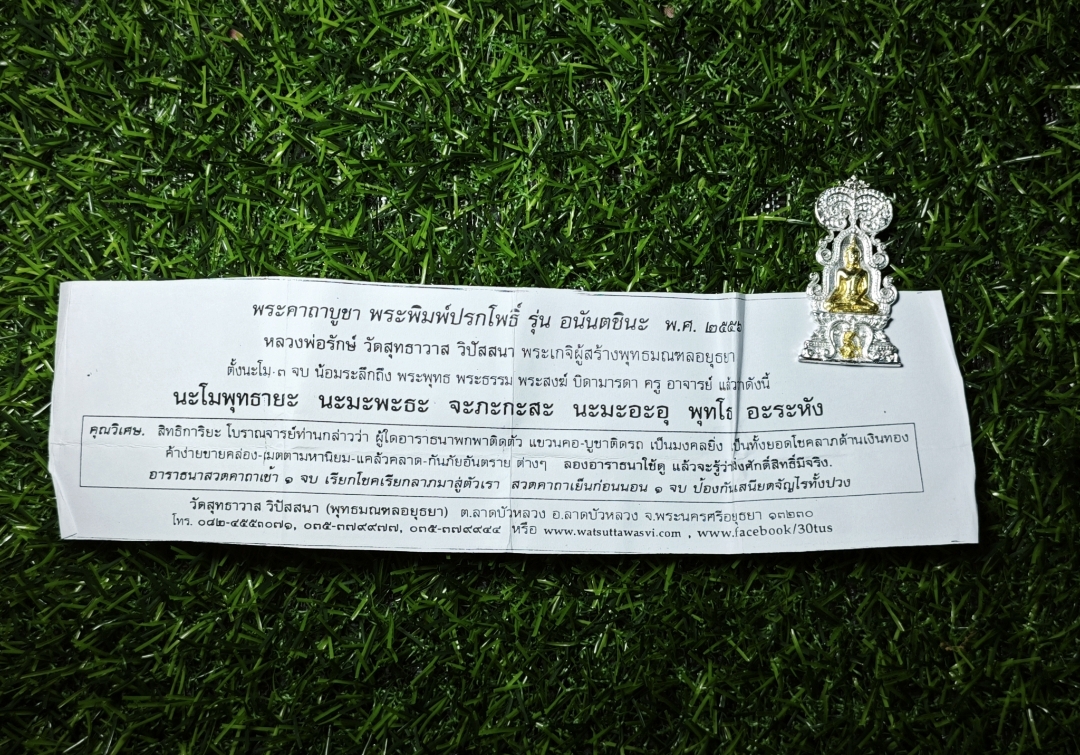 พระคาถาบูชา พระพิมพ์ปรกโพธิ์ รุ่น อนันตชินะ พ.ศ.
หลวงพ่อรักษ์ วัดสุทธาวาส วิปัสสนา พระเกจิผู้สร้างพุทธมณฑลอยุธยา
ตั้งนะโม ๓ จบ น้อมระลึกถึง พระพุทธ พระธรรม พระสงฆ์ บิดามารดา ครู อาจารย์ แล้วว่าดังนี้
นะโมพุทธายะ นะมะพะธะ จะภะกะสะ นะมะอะอุ พุทโธ อะระหัง
คุณวิเศษ. สิทธิการิยะ โบราณจารย์ท่านกล่าวว่า ผู้ใดอาราธนาพกพาติดตัว แขวนคอ-บูชาติดรถ เป็นมงคลยิ่ง เป็นทั้งยอดโชคลาภด้านเงินทอง
ค้าง่ายขายคล่อง-เมตตามหานิยม-แคล้วคลาด-กันภัยอันตราย ต่างๆ ลองอาราธนาใช้ดู แล้วจะรู้ว่าสิ่งศักดิ์สิทธิ์มีจริง.
อาราธนาสวดคาถาเช้า ๑ จบ เรียกโชคเรียกลาภมาสู่ตัวเรา สวดคาถาเย็นก่อนนอน ๑ จบ ป้องกันเสนียดจัญไรทั้งปวง
วัดสุทธาวาส วิปัสสนา (พุทธมณฑลอยุธยา) ต.ลาดบัวหลวง อ.ลาดบัวหลวง จ.พระนครศรีอยุธยา ๑๓๒๓๐
โทร. ๐๘๒-๔๕๕๓๐๗๑, ๐๓๕-๓๗๙๙๗๗, ๐๓๕-๓๗๙๙๔๔ หรือ www.watsuttawasvi.com , www.facebook/30tus